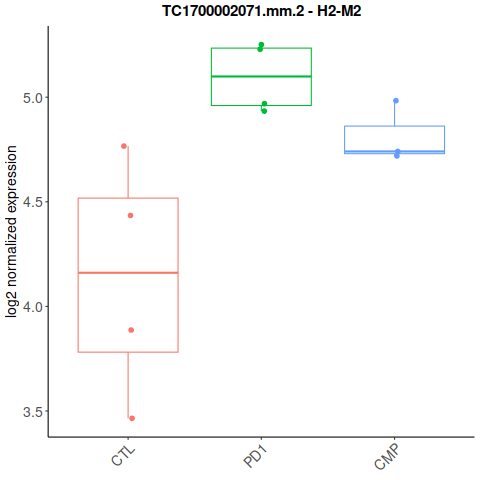 TC1700002071.mm.2 - H2-M2
log2 normalized expression
5.0
4.5
4.0
3.5
CTL
PD1
CMP